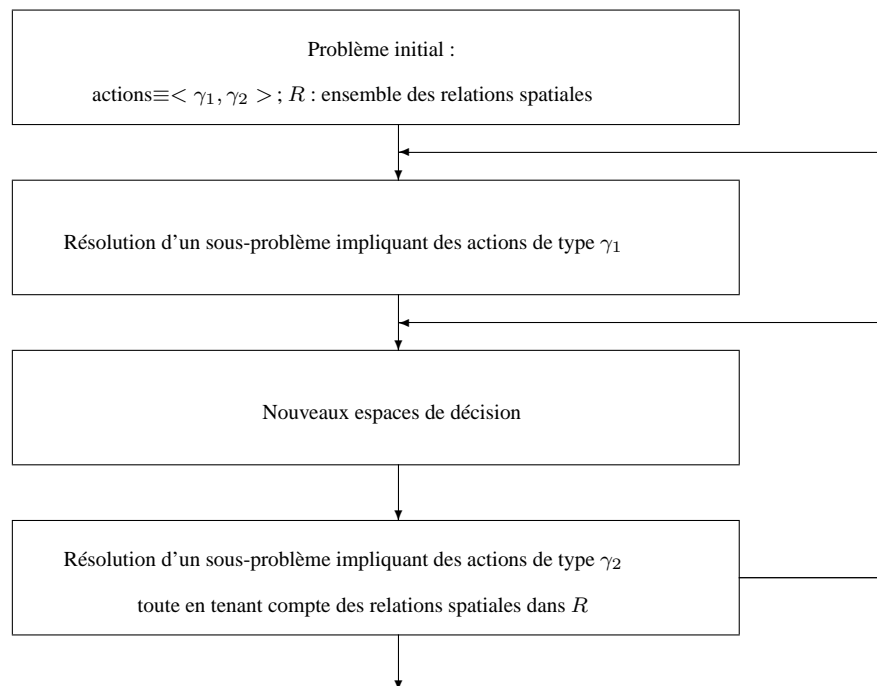 Problème initial :
actions≡< γ₁, γ₂ > ; R : ensemble des relations spatiales
Résolution d'un sous-problème impliquant des actions de type γ₁
Nouveaux espaces de décision
Résolution d'un sous-problème impliquant des actions de type γ₂
toute en tenant compte des relations spatiales dans R